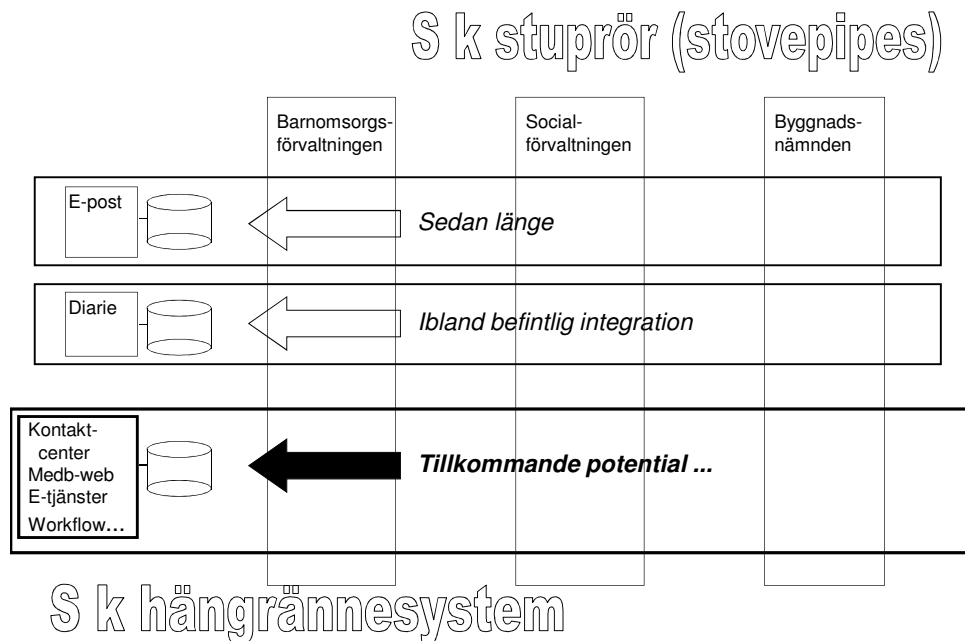 S k stuprör (stovepipes)
Barnomsorgs-
förvaltningen
Social-
förvaltningen
Byggnads-
nämnden
E-post
Sedan länge
Diarie
Ibland befintlig integration
Kontakt-
center
Medb-web
E-tjänster
Workflow...
Tillkommande potential ...
S k hängrännesystem